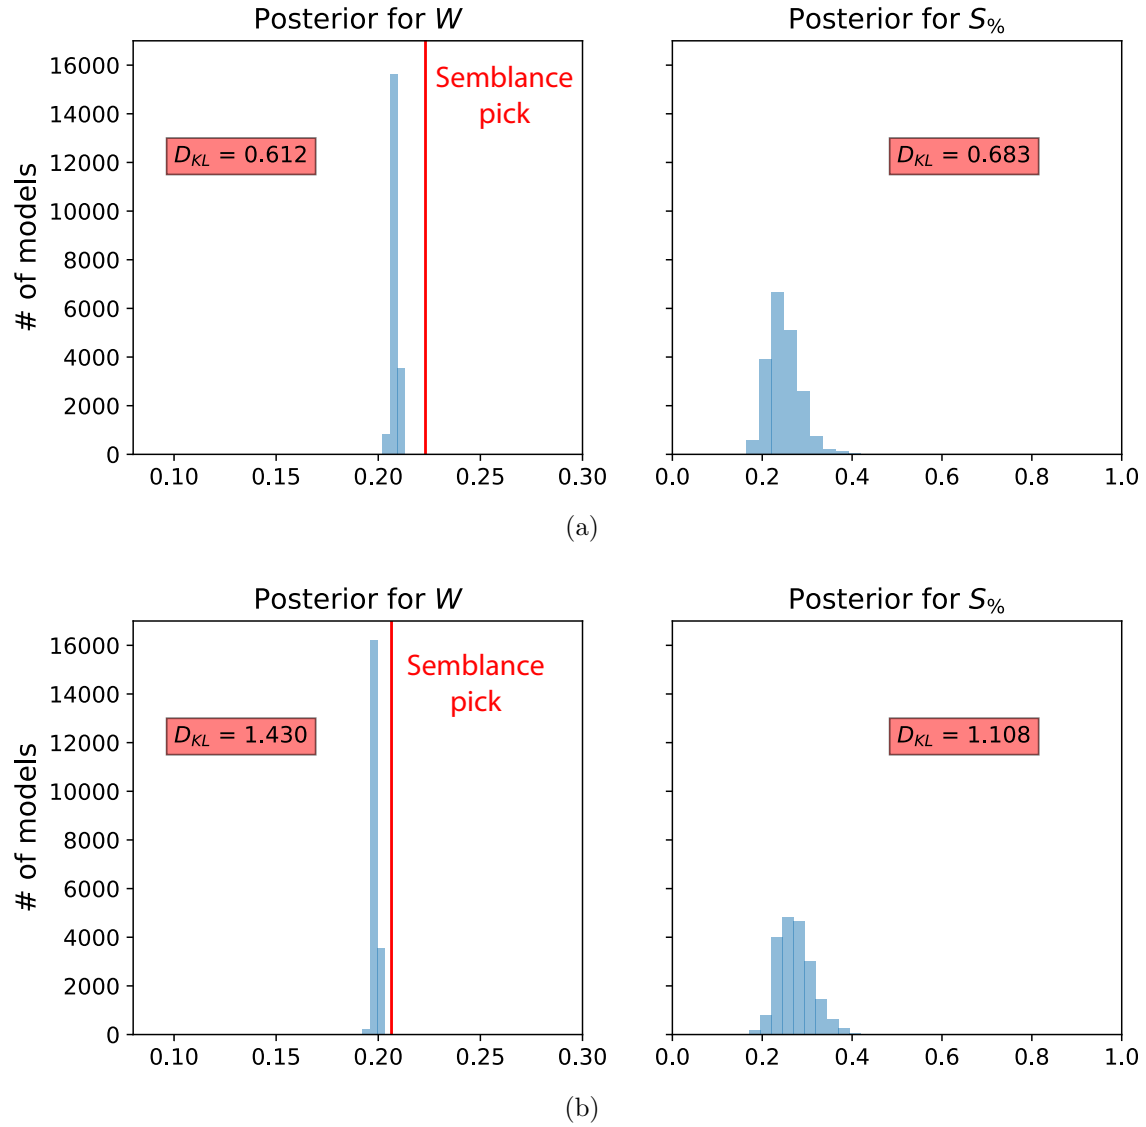 Posterior for W
Posterior for S%
# of models
16000
14000
12000
10000
8000
6000
4000
2000
0
Semblance
pick
D_KL = 0.612
D_KL = 0.683
0.10 0.15 0.20 0.25 0.30
0.0 0.2 0.4 0.6 0.8 1.0
(a)
Posterior for W
Posterior for S%
# of models
16000
14000
12000
10000
8000
6000
4000
2000
0
Semblance
pick
D_KL = 1.430
D_KL = 1.108
0.10 0.15 0.20 0.25 0.30
0.0 0.2 0.4 0.6 0.8 1.0
(b)